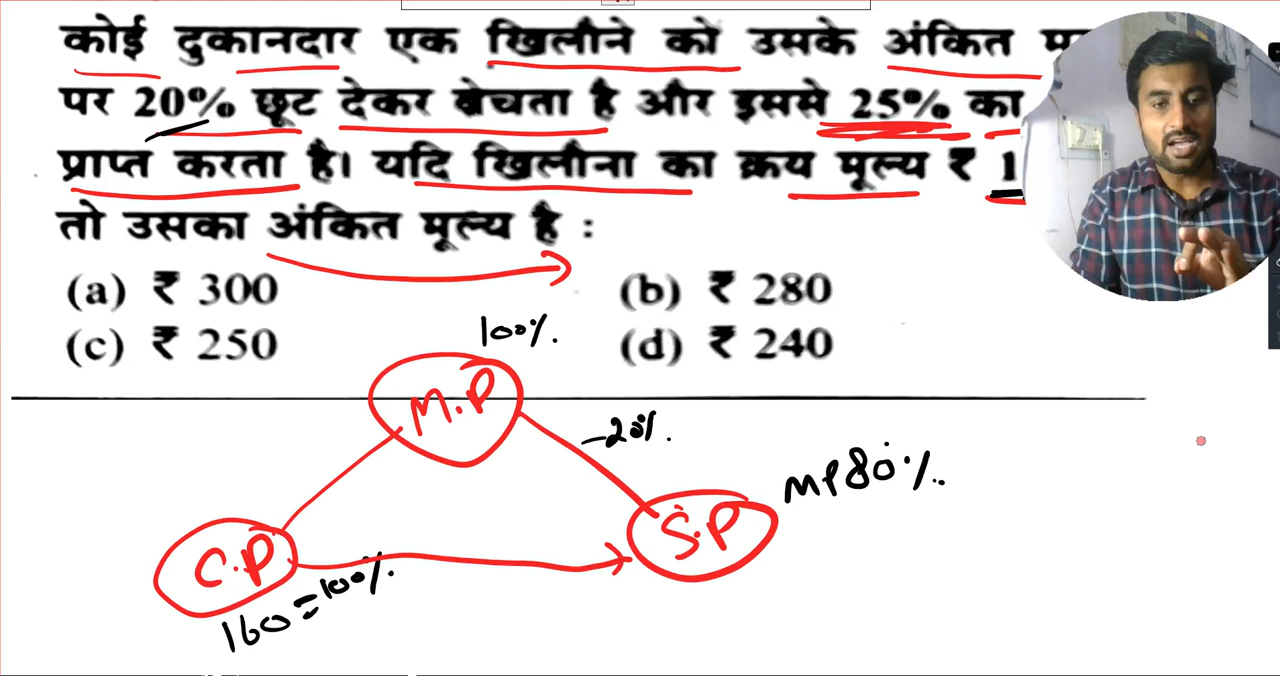 कोई दुकानदार एक खिलौने को उसके अंकित
पर 20% छूट देकर बेचता है और इससे 25% का
प्राप्त करता है। यदि खिलौना का क्रय मूल्य ₹ 1
तो उसका अंकित मूल्य है :
(a) ₹ 300 (b) ₹ 280
(c) ₹ 250 (d) ₹ 240
100%.
M.P
-20%.
MP80%.
S.P
C.P
160=100%.